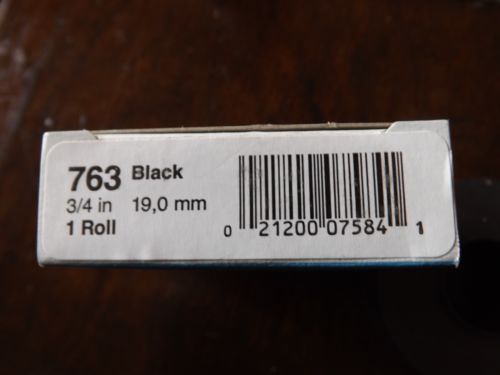 763 Black
3/4 in 19,0 mm
1 Roll
0 21200 07584 1